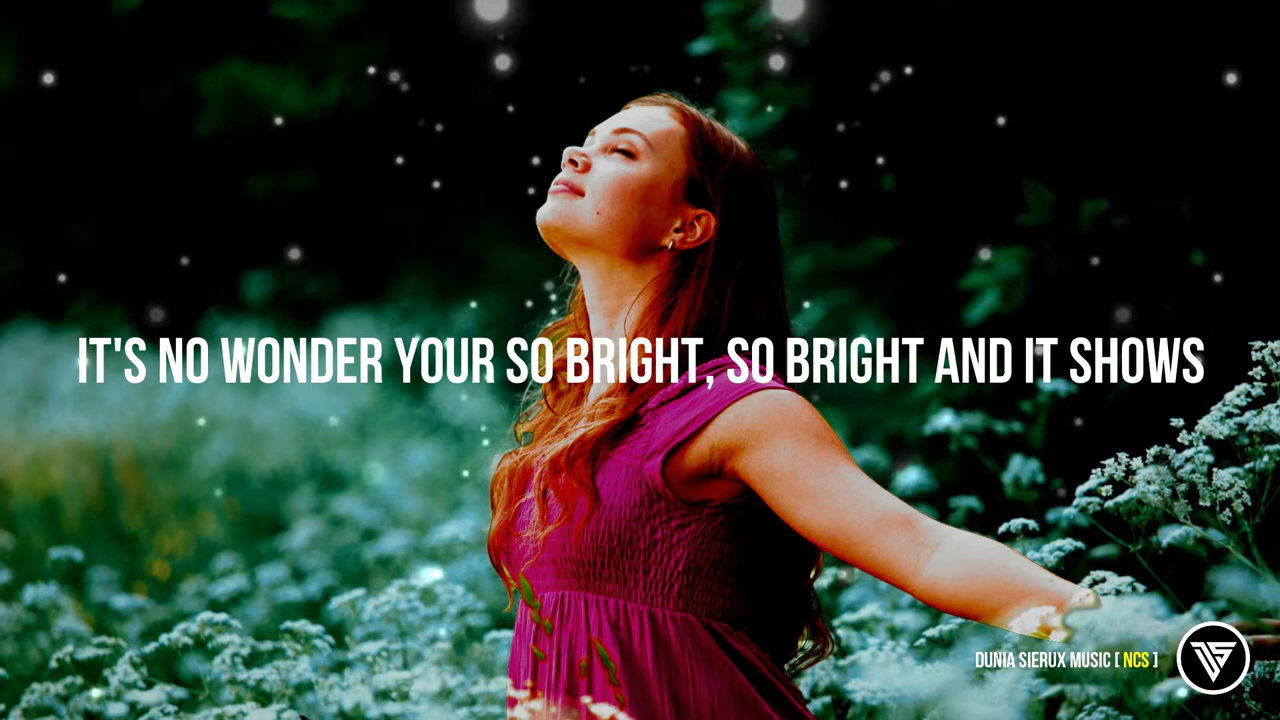 IT'S NO WONDER YOUR SO BRIGHT, SO BRIGHT AND IT SHOWS
DUNIA SIERUX MUSIC [ NCS ]